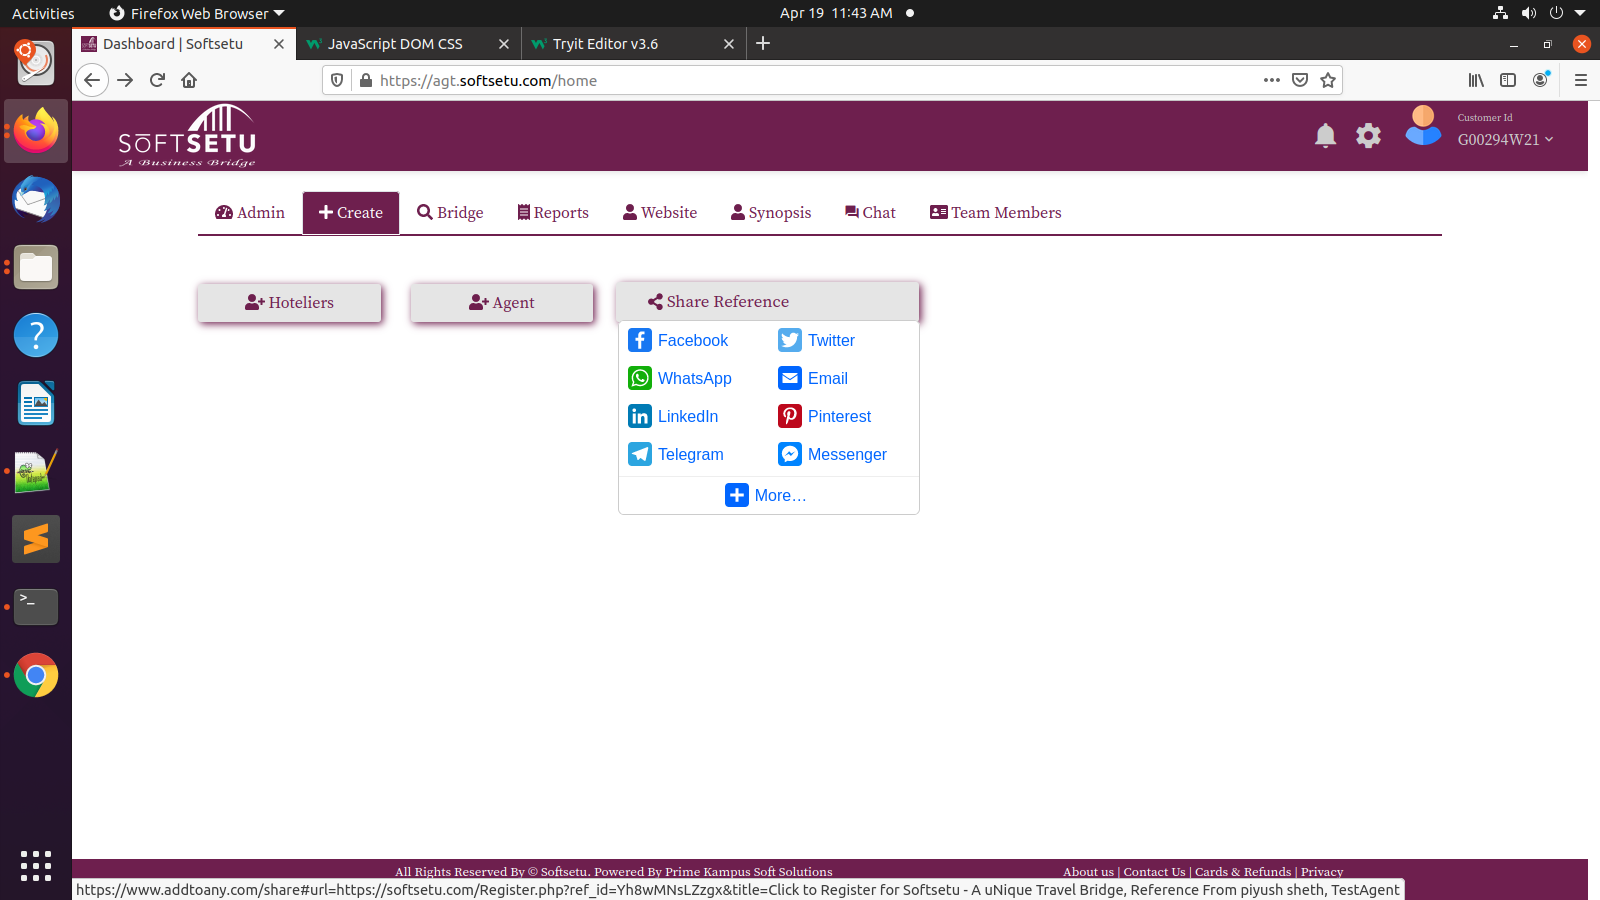 Activities
Firefox Web Browser
Apr 19 11:43 AM
Dashboard | Softsetu
JavaScript DOM CSS
Tryit Editor v3.6
https://agt.softsetu.com/home
SOFTSETU
A Business Bridge
Customer Id
G00294W21
Admin
Create
Bridge
Reports
Website
Synopsis
Chat
Team Members
Hoteliers
Agent
Share Reference
Facebook
Twitter
WhatsApp
Email
LinkedIn
Pinterest
Telegram
Messenger
More...
All Rights Reserved By © Softsetu. Powered By Prime Kampus Soft Solutions
About us | Contact Us | Cards & Refunds | Privacy
https://www.addtoany.com/share#url=https://softsetu.com/Register.php?ref_id=Yh8wMNsLZzgx&title=Click to Register for Softsetu - A uNique Travel Bridge, Reference From piyush sheth, TestAgent